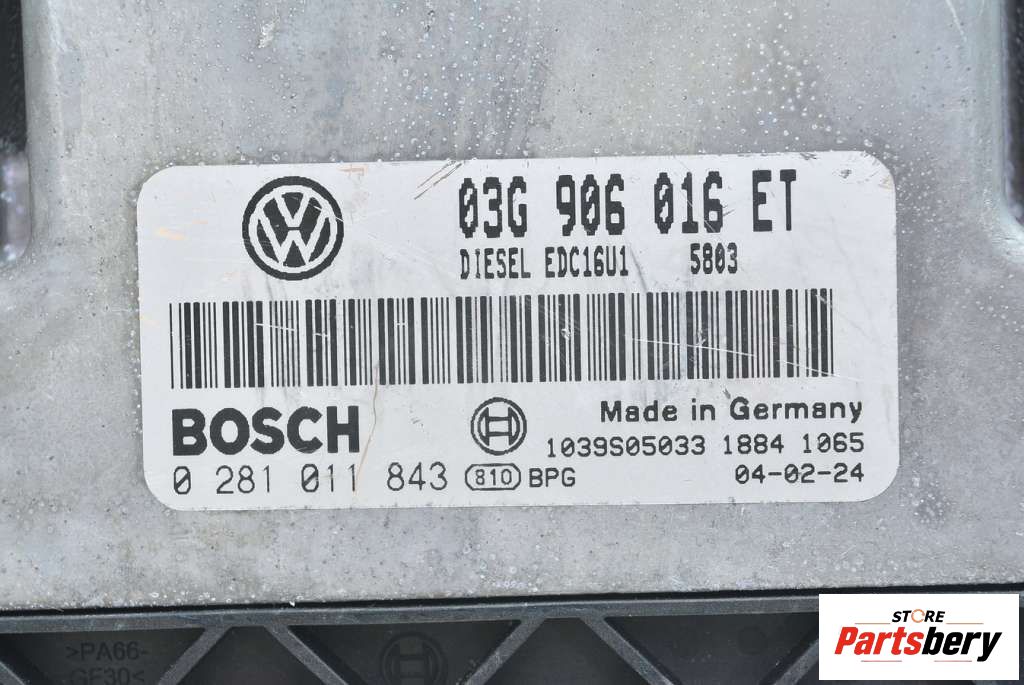 03G 906 016 ET
DIESEL EDC16U1 5803
BOSCH
Made in Germany
1039S05033 1884 1065
0 281 011 843 810 BPG
04-02-24
>PA66-
GF30<
STORE
Partsbery